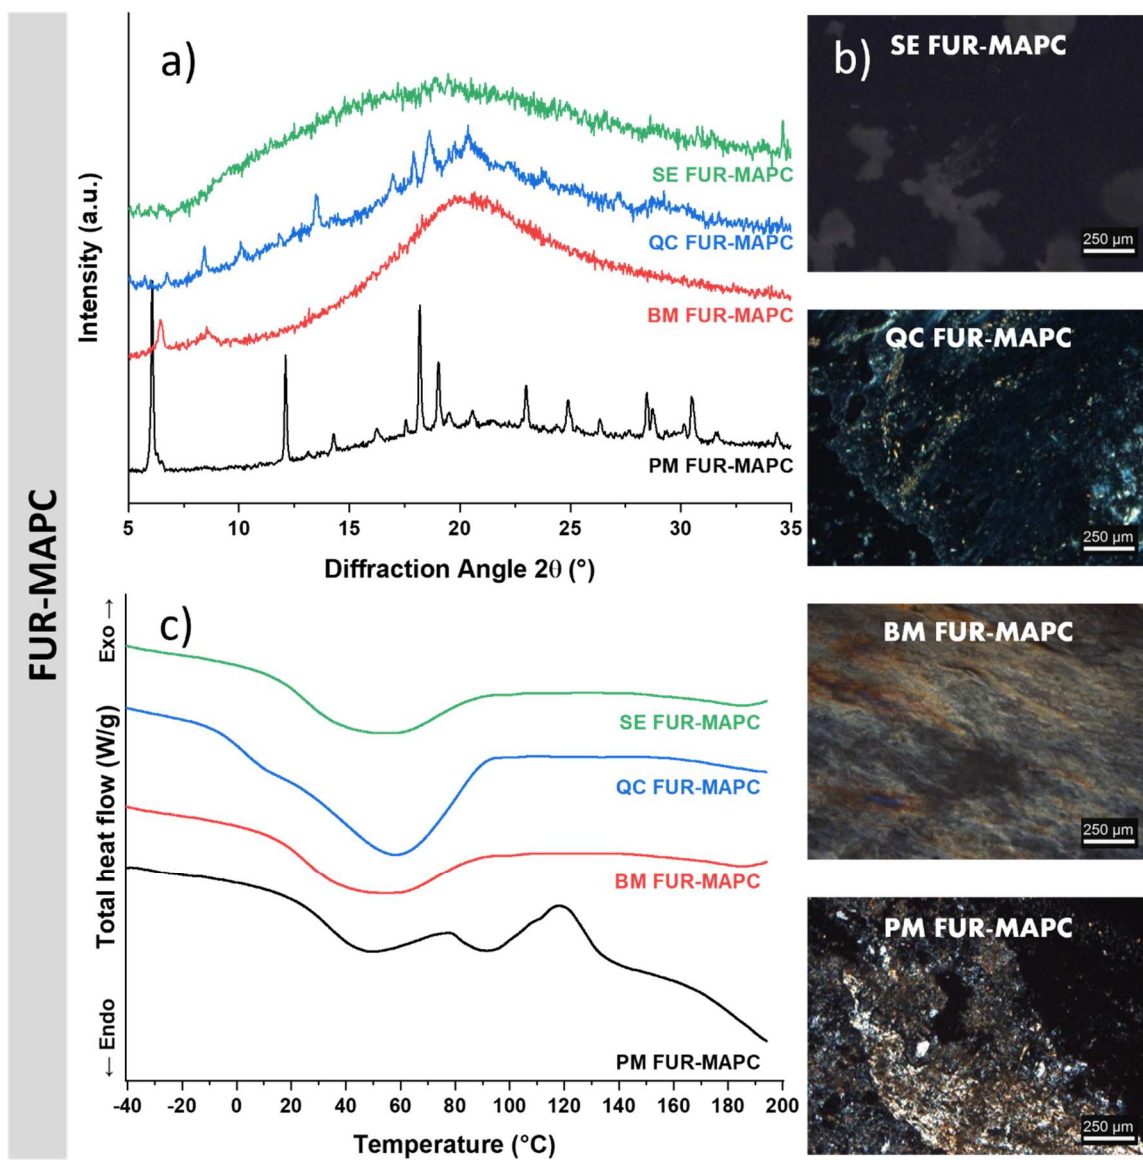 FUR-MAPC
a)
Intensity (a.u.)
SE FUR-MAPC
QC FUR-MAPC
BM FUR-MAPC
PM FUR-MAPC
5 10 15 20 25 30 35
Diffraction Angle 2θ (°)
b)
SE FUR-MAPC
250 µm
QC FUR-MAPC
250 µm
BM FUR-MAPC
250 µm
PM FUR-MAPC
250 µm
c)
Exo →
Total heat flow (W/g)
← Endo
SE FUR-MAPC
QC FUR-MAPC
BM FUR-MAPC
PM FUR-MAPC
-40 -20 0 20 40 60 80 100 120 140 160 180 200
Temperature (°C)